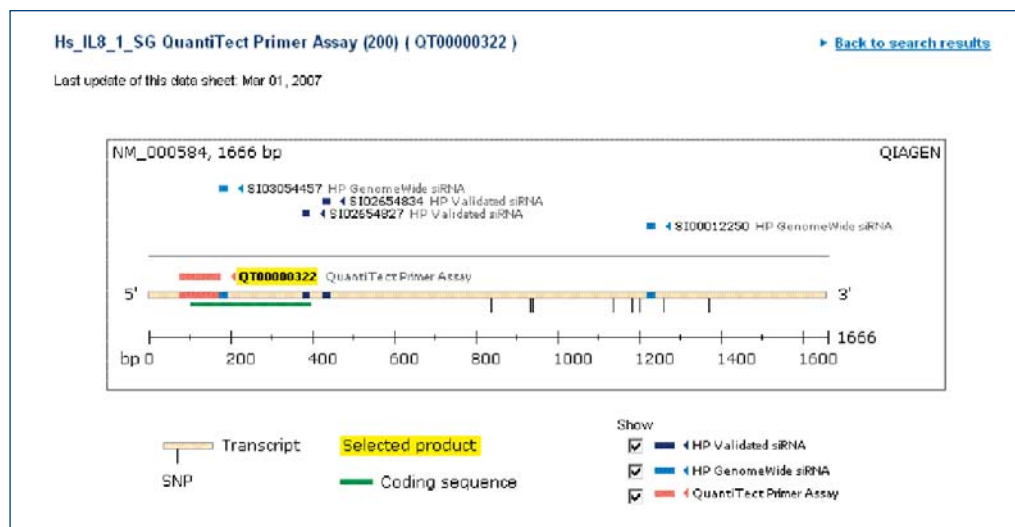 Hs_IL8_1_SG QuantiTect Primer Assay (200) ( QT00000322 )
Back to search results
Last update of this data sheet: Mar 01, 2007
NM_000584, 1666 bp
QIAGEN
SI03054457 HP GenomeWide siRNA
SI02654834 HP Validated siRNA
SI02654827 HP Validated siRNA
SI00012250 HP GenomeWide siRNA
QT00000322 QuantiTect Primer Assay
5' 3'
1666
bp 0 200 400 600 800 1000 1200 1400 1600
Show
Transcript
Selected product
HP Validated siRNA
HP GenomeWide siRNA
SNP
Coding sequence
QuantiTect Primer Assay